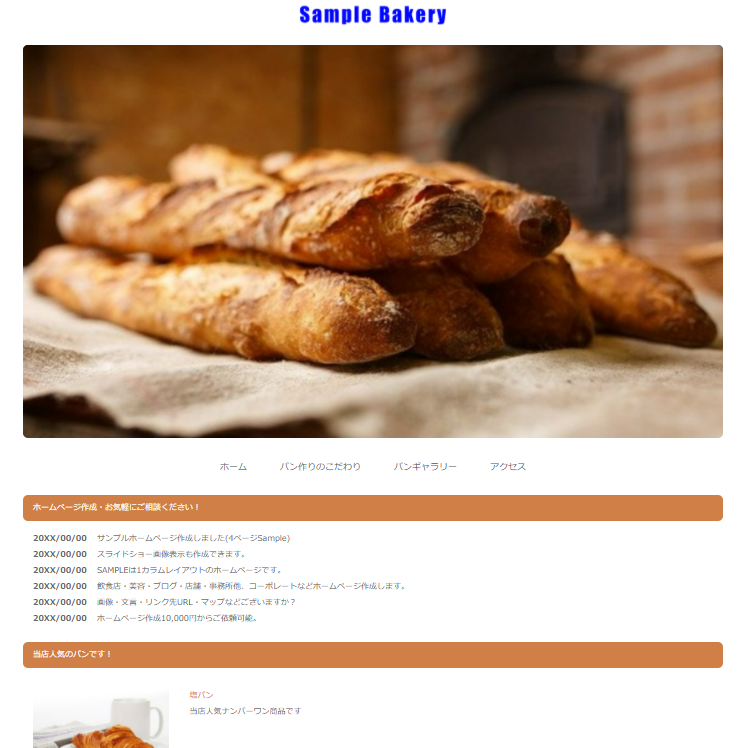 Sample Bakery
ホーム パン作りのこだわり パンギャラリー アクセス
ホームページ作成・お気軽にご相談ください！
20XX/00/00 サンプルホームページ作成しました(4ページSample)
20XX/00/00 スライドショー画像表示も作成できます。
20XX/00/00 SAMPLEは1カラムレイアウトのホームページです。
20XX/00/00 飲食店・美容・ブログ・店舗・事務所他、コーポレートなどホームページ作成します。
20XX/00/00 画像・文言・リンク先URL・マップなどございますか？
20XX/00/00 ホームページ作成10,000円からご依頼可能。
当店人気のパンです！
塩パン
当店人気ナンバーワン商品です